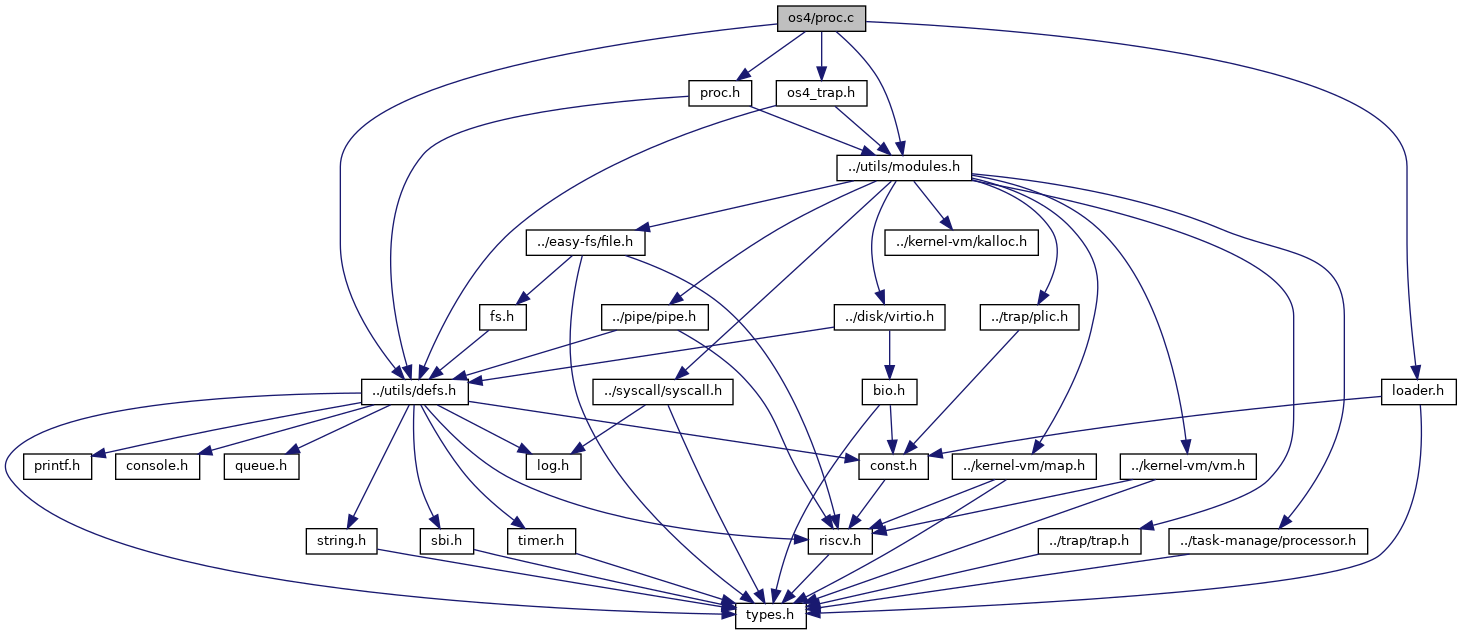 os4/proc.c
proc.h
os4_trap.h
../utils/modules.h
../easy-fs/file.h
../kernel-vm/kalloc.h
fs.h
../pipe/pipe.h
../disk/virtio.h
../trap/plic.h
../utils/defs.h
../syscall/syscall.h
bio.h
loader.h
printf.h
console.h
queue.h
log.h
const.h
../kernel-vm/map.h
../kernel-vm/vm.h
string.h
sbi.h
timer.h
riscv.h
../trap/trap.h
../task-manage/processor.h
types.h